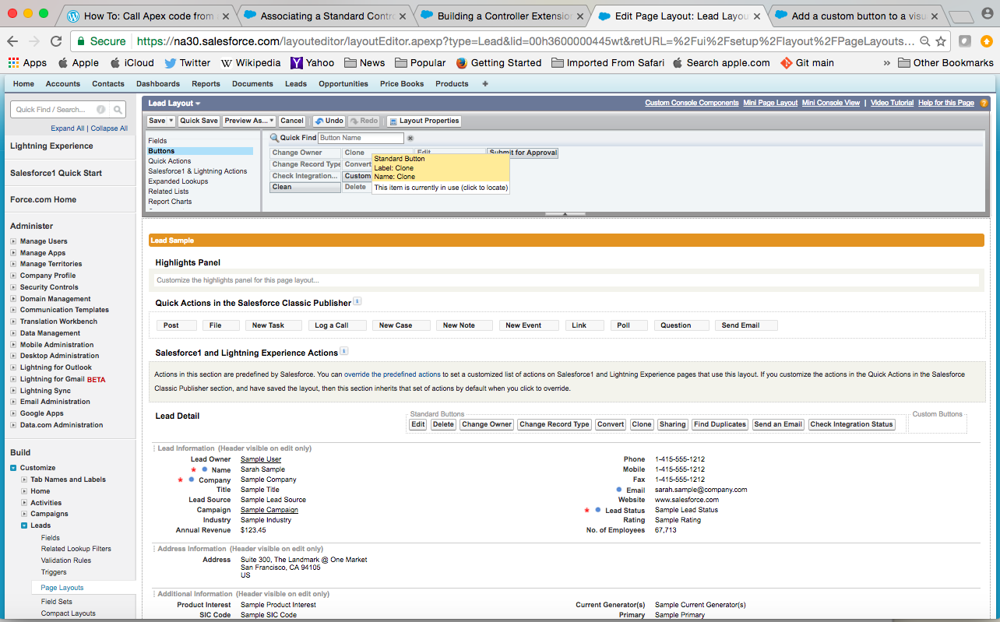 How To: Call Apex code from a
Associating a Standard Contro
Building a Controller Extension
Edit Page Layout: Lead Layou
Add a custom button to a visu
Secure https://na30.salesforce.com/layouteditor/layoutEditor.apexp?type=Lead&lid=00h3600000445wt&retURL=%2Fui%2Fsetup%2Flayout%2FPageLayouts...
Apps Apple iCloud Twitter Wikipedia Yahoo News Popular Getting Started Imported From Safari Search apple.com Git main » Other Bookmarks
Home Accounts Contacts Dashboards Reports Documents Leads Opportunities Price Books Products +
Quick Find / Search...
Expand All | Collapse All
Lightning Experience
Salesforce1 Quick Start
Force.com Home
Administer
Manage Users
Manage Apps
Manage Territories
Company Profile
Security Controls
Domain Management
Communication Templates
Translation Workbench
Data Management
Mobile Administration
Desktop Administration
Lightning for Outlook
Lightning for Gmail BETA
Lightning Sync
Email Administration
Google Apps
Data.com Administration
Build
Customize
Tab Names and Labels
Home
Activities
Campaigns
Leads
Fields
Related Lookup Filters
Validation Rules
Triggers
Page Layouts
Field Sets
Compact Layouts
Lead Layout
Custom Console Components Mini Page Layout Mini Console View | Video Tutorial Help for this Page
Save Quick Save Preview As... Cancel Undo Redo Layout Properties
Fields
Buttons
Quick Actions
Salesforce1 & Lightning Actions
Expanded Lookups
Related Lists
Report Charts
Quick Find Button Name
Change Owner Clone Edit Submit for Approval
Change Record Type Convert
Check Integration... Custom
Clean Delete
Standard Button
Label: Clone
Name: Clone
This item is currently in use (click to locate)
Lead Sample
Highlights Panel
Customize the highlights panel for this page layout...
Quick Actions in the Salesforce Classic Publisher
Post File New Task Log a Call New Case New Note New Event Link Poll Question Send Email
Salesforce1 and Lightning Experience Actions
Actions in this section are predefined by Salesforce. You can override the predefined actions to set a customized list of actions on Salesforce1 and Lightning Experience pages that use this layout. If you customize the actions in the Quick Actions in the Salesforce
Classic Publisher section, and have saved the layout, then this section inherits that set of actions by default when you click to override.
Lead Detail
Standard Buttons
Edit Delete Change Owner Change Record Type Convert Clone Sharing Find Duplicates Send an Email Check Integration Status
Custom Buttons
Lead Information (Header visible on edit only)
Lead Owner Sample User Phone 1-415-555-1212
* Name Sarah Sample Mobile 1-415-555-1212
* Company Sample Company Fax 1-415-555-1212
Title Sample Title Email sarah.sample@company.com
Lead Source Sample Lead Source Website www.salesforce.com
Campaign Sample Campaign * Lead Status Sample Lead Status
Industry Sample Industry Rating Sample Rating
Annual Revenue $123.45 No. of Employees 67,713
Address Information (Header visible on edit only)
Address Suite 300, The Landmark @ One Market
San Francisco, CA 94105
US
Additional Information (Header visible on edit only)
Product Interest Sample Product Interest Current Generator(s) Sample Current Generator(s)
SIC Code Sample SIC Code Primary Sample Primary